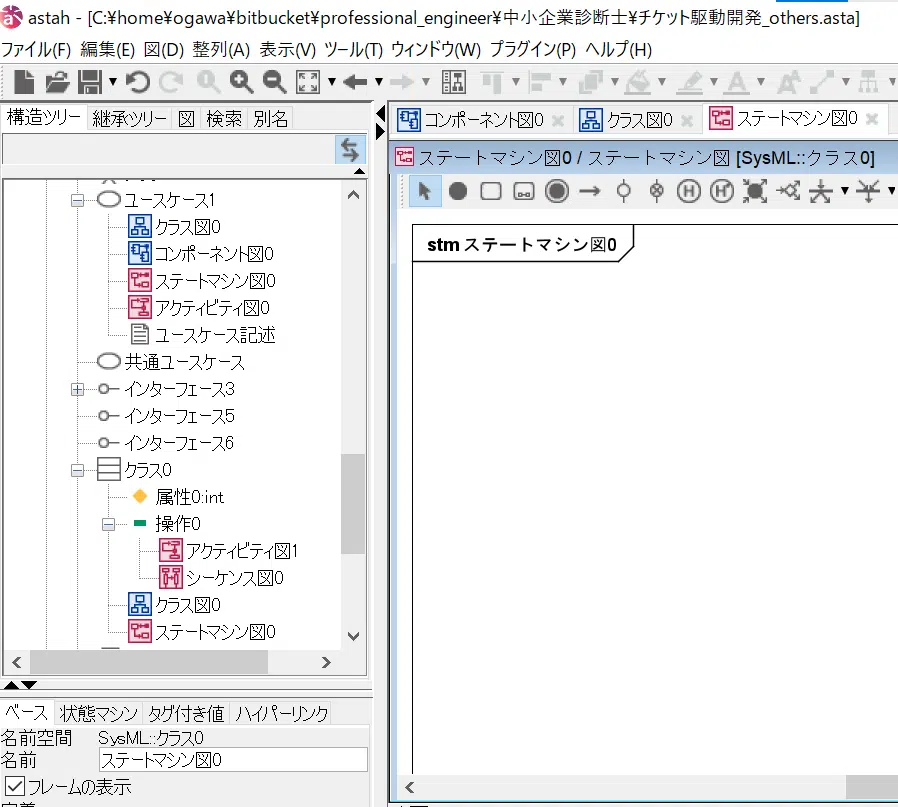 astah - [C:¥home¥ogawa¥bitbucket¥professional_engineer¥中小企業診断士¥チケット駆動開発_others.asta]
ファイル(F) 編集(E) 図(D) 整列(A) 表示(V) ツール(T) ウィンドウ(W) プラグイン(P) ヘルプ(H)
構造ツリー 継承ツリー 図 検索 別名
コンポーネント図0 クラス図0 ステートマシン図0
ステートマシン図0 / ステートマシン図 [SysML::クラス0]
stm ステートマシン図0
ユースケース1
クラス図0
コンポーネント図0
ステートマシン図0
アクティビティ図0
ユースケース記述
共通ユースケース
インターフェース3
インターフェース5
インターフェース6
クラス0
属性0:int
操作0
アクティビティ図1
シーケンス図0
クラス図0
ステートマシン図0
ベース 状態マシン タグ付き値 ハイパーリンク
名前空間 SysML::クラス0
名前 ステートマシン図0
フレームの表示